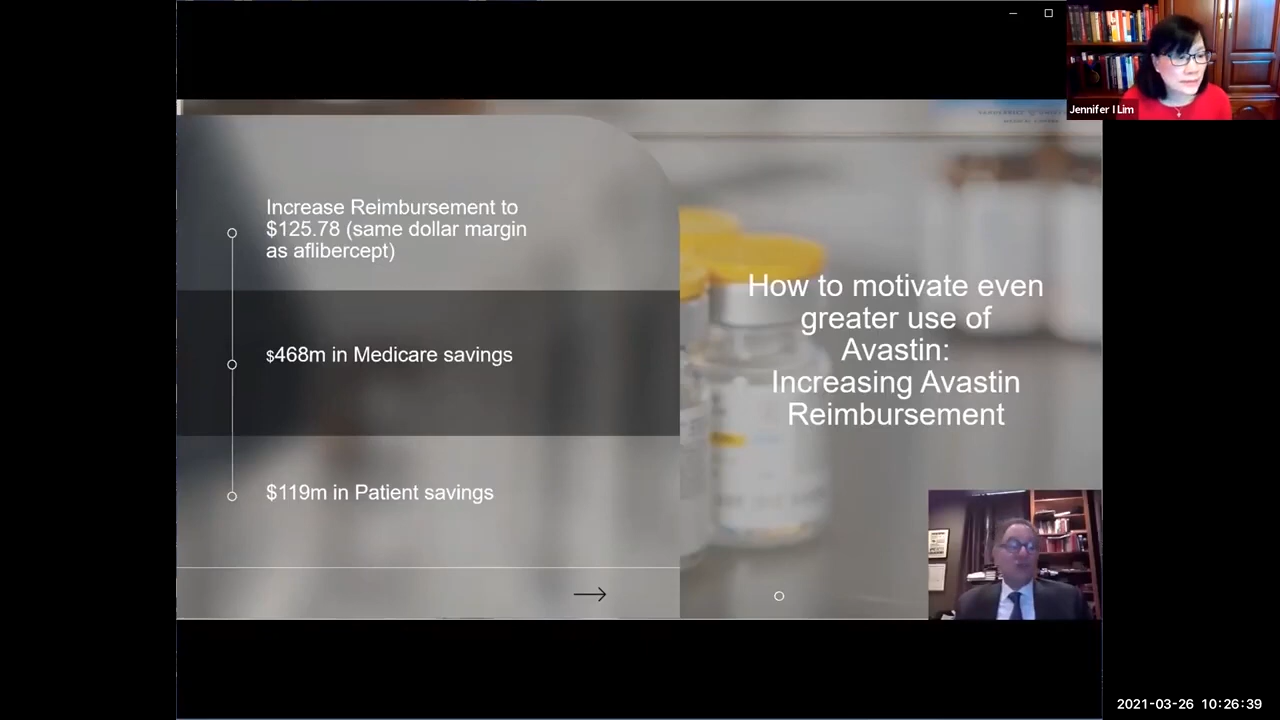 Jennifer I Lim
Increase Reimbursement to
$125.78 (same dollar margin
as aflibercept)
$468m in Medicare savings
$119m in Patient savings
How to motivate even
greater use of
Avastin:
Increasing Avastin
Reimbursement
2021-03-26 10:26:39